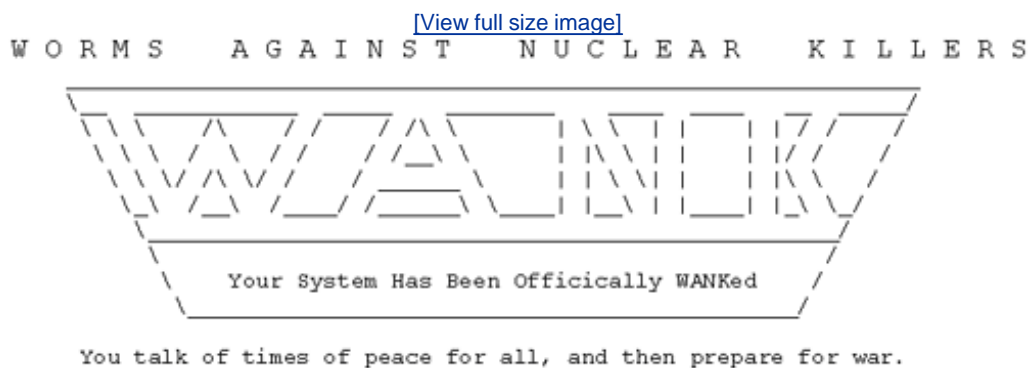 [View full size image]
W O R M S    A G A I N S T    N U C L E A R    K I L L E R S
WANK
Your System Has Been Officically WANKed
You talk of times of peace for all, and then prepare for war.